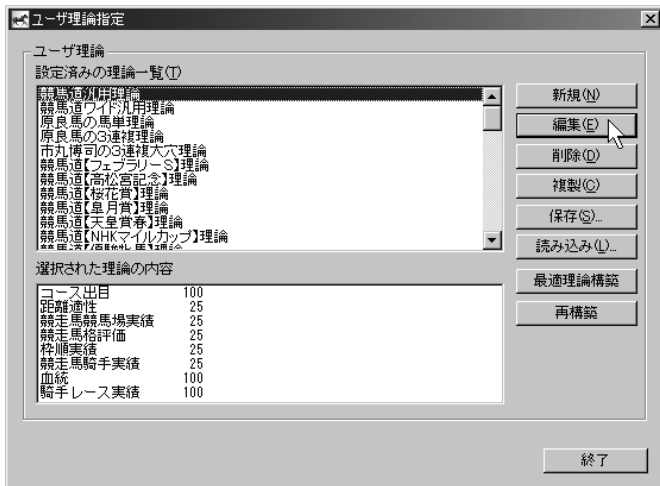 ユーザ理論指定
ユーザ理論
設定済みの理論一覧(T)
競馬道汎用理論
競馬道ワイド汎用理論
原良馬の馬単理論
原良馬の3連複理論
市丸博司の3連複大穴理論
競馬道【フェブラリーS】理論
競馬道【高松宮記念】理論
競馬道【桜花賞】理論
競馬道【皐月賞】理論
競馬道【天皇賞春】理論
競馬道【NHKマイルカップ】理論
新規(N)
編集(E)
削除(D)
複製(C)
保存(S)...
読み込み(L)...
最適理論構築
再構築
選択された理論の内容
コース出目 100
距離適性 25
競走馬競馬場実績 25
競走馬格評価 25
枠順実績 25
競走馬騎手実績 25
血統 100
騎手レース実績 100
終了